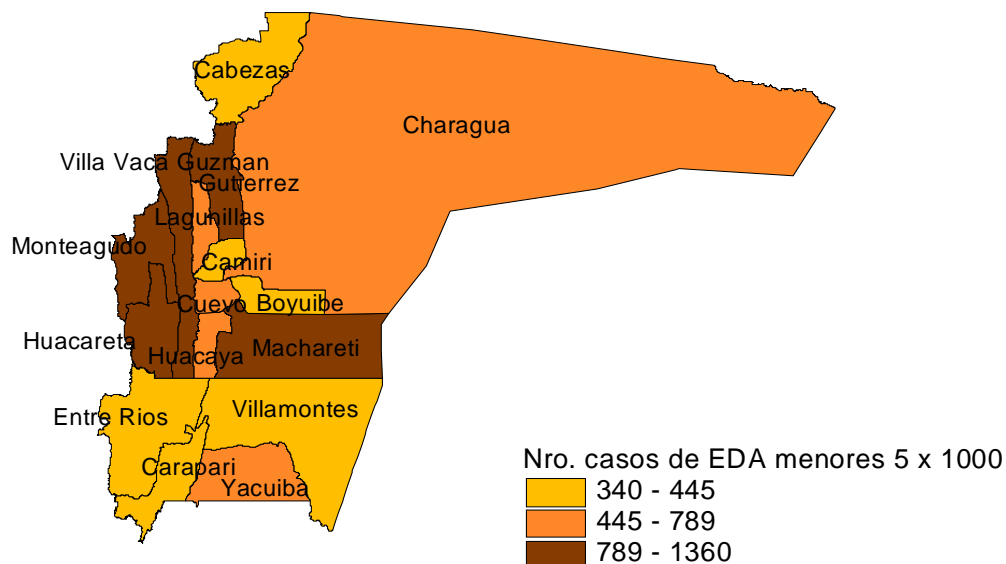 Cabezas
Charagua
Villa Vaca Guzman
Gutierrez
Lagunillas
Monteagudo
Camiri
Cuevo
Boyuibe
Huacareta
Huacaya
Machareti
Entre Rios
Villamontes
Carapari
Yacuiba
Nro. casos de EDA menores 5 x 1000
340 - 445
445 - 789
789 - 1360